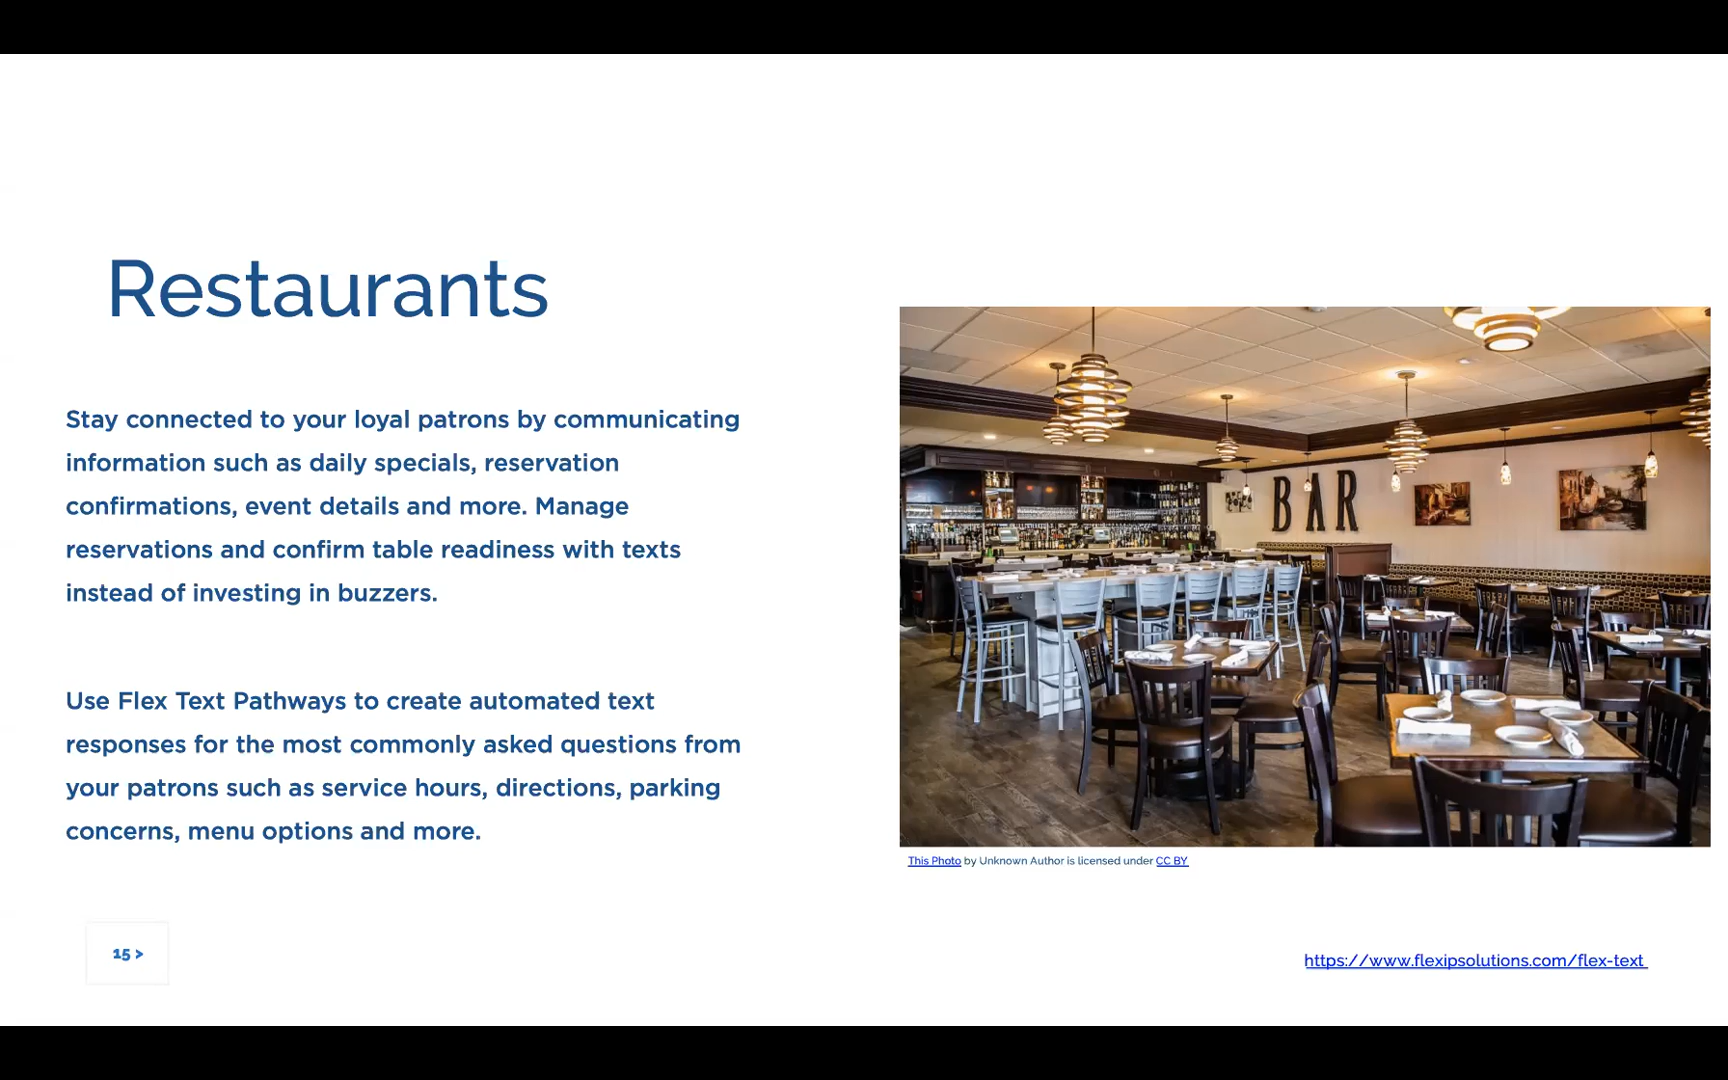 Restaurants
Stay connected to your loyal patrons by communicating
information such as daily specials, reservation
confirmations, event details and more. Manage
reservations and confirm table readiness with texts
instead of investing in buzzers.
Use Flex Text Pathways to create automated text
responses for the most commonly asked questions from
your patrons such as service hours, directions, parking
concerns, menu options and more.
BAR
This Photo by Unknown Author is licensed under CC BY
15 >
https://www.flexipsolutions.com/flex-text